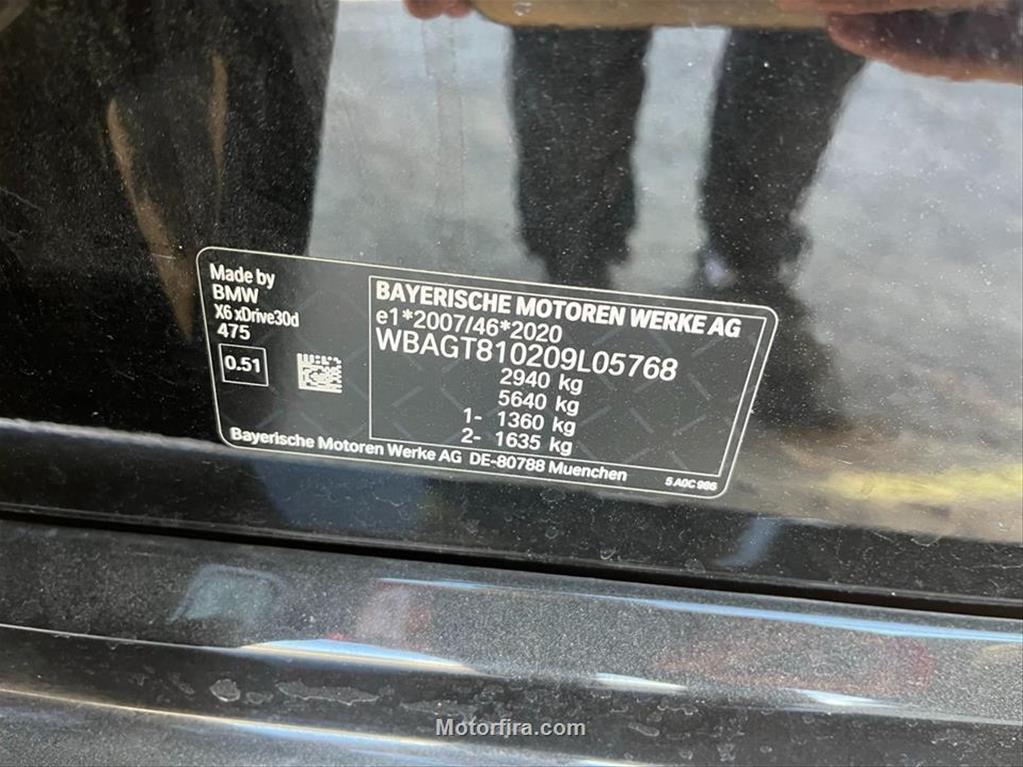 Made by
BMW
X6 xDrive30d
475
0.51
BAYERISCHE MOTOREN WERKE AG
e1*2007/46*2020
WBAGT810209L05768
2940 kg
5640 kg
1- 1360 kg
2- 1635 kg
Bayerische Motoren Werke AG DE-80788 Muenchen
5 A0C 986
Motorfira.com